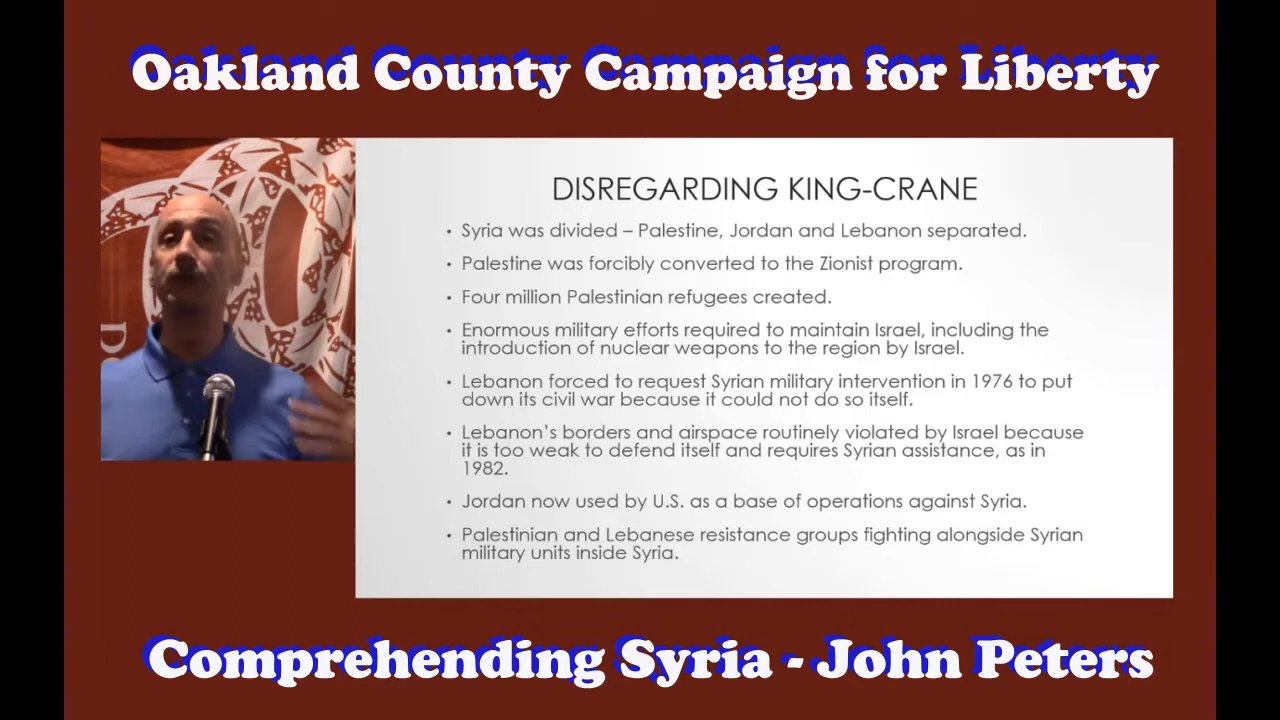 Oakland County Campaign for Liberty
DISREGARDING KING-CRANE
• Syria was divided – Palestine, Jordan and Lebanon separated.
• Palestine was forcibly converted to the Zionist program.
• Four million Palestinian refugees created.
• Enormous military efforts required to maintain Israel, including the
introduction of nuclear weapons to the region by Israel.
• Lebanon forced to request Syrian military intervention in 1976 to put
down its civil war because it could not do so itself.
• Lebanon’s borders and airspace routinely violated by Israel because
it is too weak to defend itself and requires Syrian assistance, as in
1982.
• Jordan now used by U.S. as a base of operations against Syria.
• Palestinian and Lebanese resistance groups fighting alongside Syrian
military units inside Syria.
Comprehending Syria - John Peters